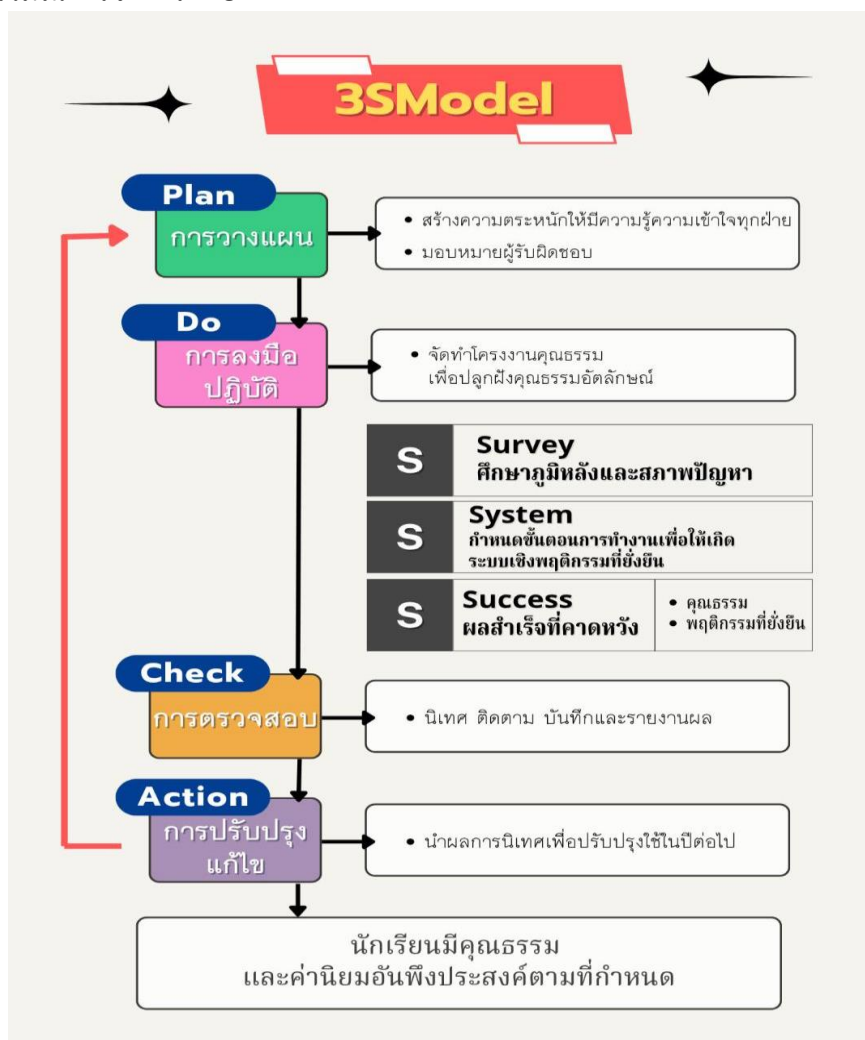 3SModel
Plan
การวางแผน
• สร้างความตระหนักให้มีความรู้ความเข้าใจทุกฝ่าย
• มอบหมายผู้รับผิดชอบ
Do
การลงมือ
ปฏิบัติ
• จัดทำโครงงานคุณธรรม
เพื่อปลูกฝังคุณธรรมอัตลักษณ์
S
Survey
ศึกษาภูมิหลังและสภาพปัญหา
S
System
กำหนดขั้นตอนการทำงานเพื่อให้เกิด
ระบบเชิงพฤติกรรมที่ยั่งยืน
S
Success
ผลสำเร็จที่คาดหวัง
• คุณธรรม
• พฤติกรรมที่ยั่งยืน
Check
การตรวจสอบ
• นิเทศ ติดตาม บันทึกและรายงานผล
Action
การปรับปรุง
แก้ไข
• นำผลการนิเทศเพื่อปรับปรุงใช้ในปีต่อไป
นักเรียนมีคุณธรรม
และค่านิยมอันพึงประสงค์ตามที่กำหนด